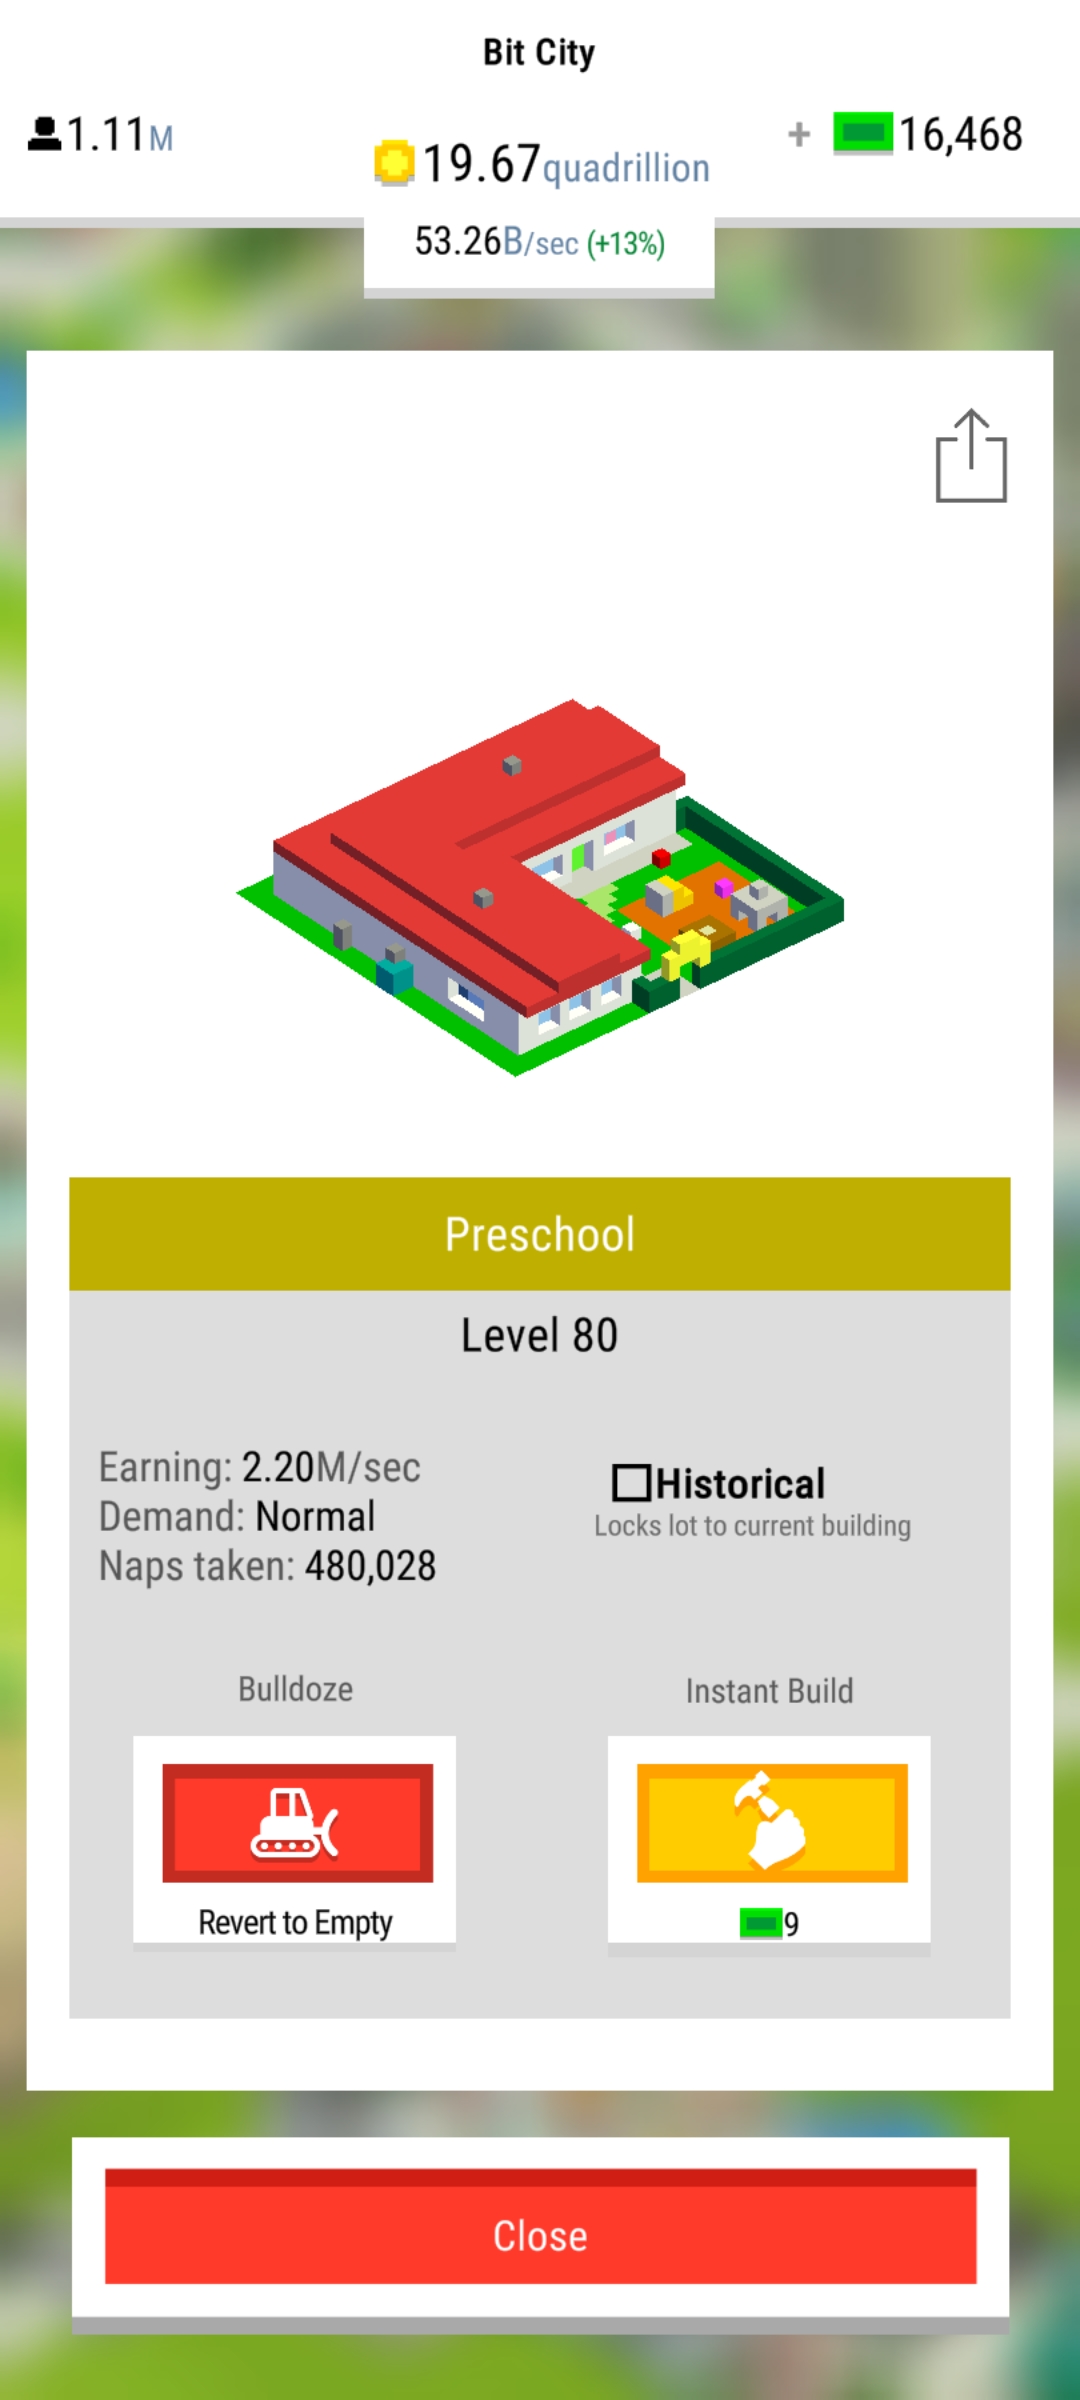 Bit City
1.11M
19.67quadrillion
+ 16,468
53.26B/sec (+13%)
Preschool
Level 80
Earning: 2.20M/sec
Demand: Normal
Naps taken: 480,028
Historical
Locks lot to current building
Bulldoze
Revert to Empty
Instant Build
9
Close